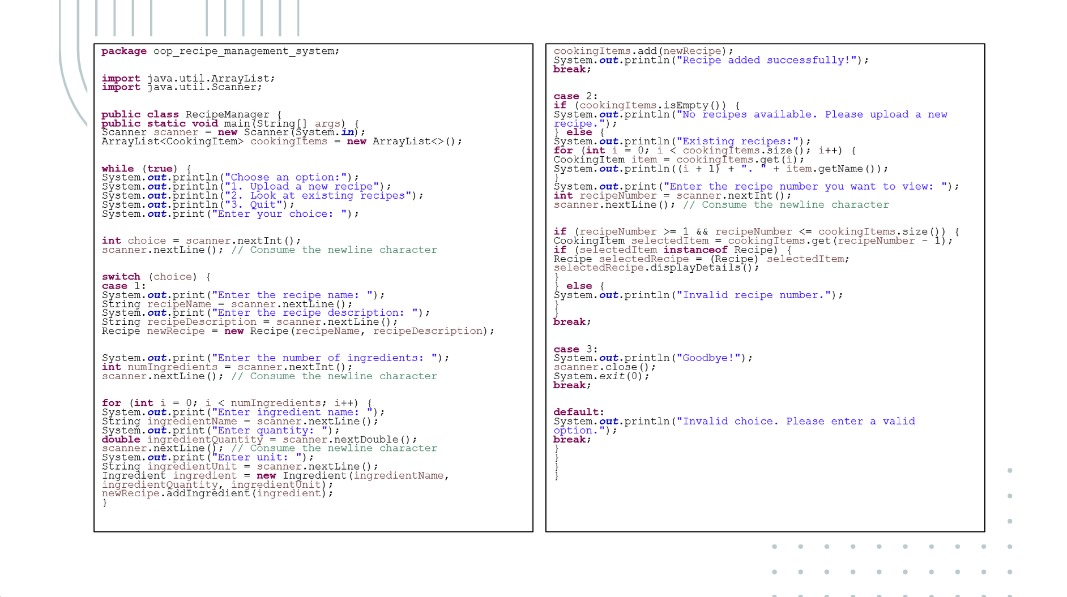 package oop_recipe_management_system;
import java.util.ArrayList;
import java.util.Scanner;
public class RecipeManager {
public static void main(String[] args) {
Scanner scanner = new Scanner(System.in);
ArrayList<CookingItem> cookingItems = new ArrayList<>();
while (true) {
System.out.println("Choose an option:");
System.out.println("1. Upload a new recipe");
System.out.println("2. Look at existing recipes");
System.out.println("3. Quit");
System.out.print("Enter your choice: ");
int choice = scanner.nextInt();
scanner.nextLine(); // Consume the newline character
switch (choice) {
case 1:
System.out.print("Enter the recipe name: ");
String recipeName = scanner.nextLine();
System.out.print("Enter the recipe description: ");
String recipeDescription = scanner.nextLine();
Recipe newRecipe = new Recipe(recipeName, recipeDescription);
System.out.print("Enter the number of ingredients: ");
int numIngredients = scanner.nextInt();
scanner.nextLine(); // Consume the newline character
for (int i = 0; i < numIngredients; i++) {
System.out.print("Enter ingredient name: ");
String ingredientName = scanner.nextLine();
System.out.print("Enter quantity: ");
double ingredientQuantity = scanner.nextDouble();
scanner.nextLine(); // Consume the newline character
System.out.print("Enter unit: ");
String ingredientUnit = scanner.nextLine();
Ingredient ingredient = new Ingredient(ingredientName,
ingredientQuantity, ingredientUnit);
newRecipe.addIngredient(ingredient);
}
cookingItems.add(newRecipe);
System.out.println("Recipe added successfully!");
break;
case 2:
if (cookingItems.isEmpty()) {
System.out.println("No recipes available. Please upload a new
recipe.");
} else {
System.out.println("Existing recipes:");
for (int i = 0; i < cookingItems.size(); i++) {
CookingItem item = cookingItems.get(i);
System.out.println((i + 1) + ". " + item.getName());
}
System.out.print("Enter the recipe number you want to view: ");
int recipeNumber = scanner.nextInt();
scanner.nextLine(); // Consume the newline character
if (recipeNumber >= 1 && recipeNumber <= cookingItems.size()) {
CookingItem selectedItem = cookingItems.get(recipeNumber - 1);
if (selectedItem instanceof Recipe) {
Recipe selectedRecipe = (Recipe) selectedItem;
selectedRecipe.displayDetails();
}
} else {
System.out.println("Invalid recipe number.");
}
}
break;
case 3:
System.out.println("Goodbye!");
scanner.close();
System.exit(0);
break;
default:
System.out.println("Invalid choice. Please enter a valid
option.");
break;
}
}
}
}